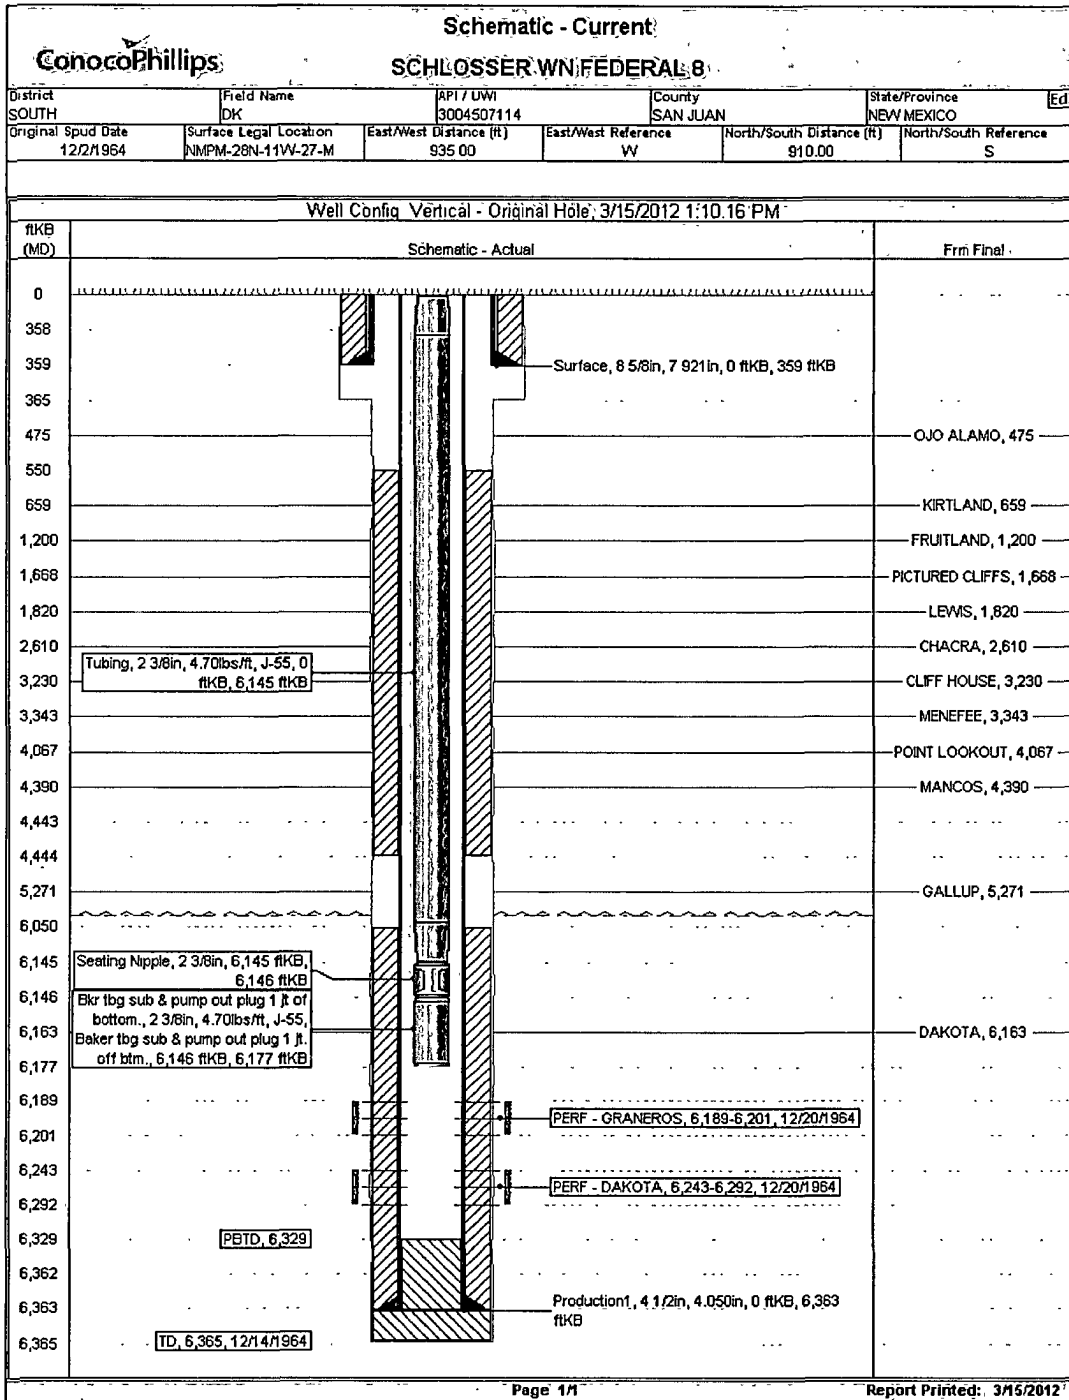 Schematic - Current
ConocoPhillips
SCHLOSSER WN FEDERAL 8
District
Field Name
API / UWI
County
State/Province
Ed
SOUTH
DK
3004507114
SAN JUAN
NEW MEXICO
Original Spud Date
Surface Legal Location
East/West Distance (ft)
East/West Reference
North/South Distance (ft)
North/South Reference
12/2/1964
NMPM-28N-11W-27-M
935 00
W
910.00
S
Well Config Vertical - Original Hole, 3/15/2012 1:10.16 PM
ftKB
(MD)
Schematic - Actual
Frm Final
0
358
359
Surface, 8 5/8in, 7 921in, 0 ftKB, 359 ftKB
365
475
OJO ALAMO, 475
550
659
KIRTLAND, 659
1,200
FRUITLAND, 1,200
1,668
PICTURED CLIFFS, 1,668
1,820
LEWIS, 1,820
2,610
CHACRA, 2,610
Tubing, 2 3/8in, 4.70lbs/ft, J-55, 0
ftKB, 6,145 ftKB
3,230
CLIFF HOUSE, 3,230
3,343
MENEFEE, 3,343
4,067
POINT LOOKOUT, 4,067
4,390
MANCOS, 4,390
4,443
4,444
5,271
GALLUP, 5,271
6,050
6,145
Seating Nipple, 2 3/8in, 6,145 ftKB,
6,146 ftKB
6,146
Bkr tbg sub & pump out plug 1 jt of
bottom., 2 3/8in, 4.70lbs/ft, J-55,
Baker tbg sub & pump out plug 1 jt.
off btm., 6,146 ftKB, 6,177 ftKB
6,163
DAKOTA, 6,163
6,177
6,189
PERF - GRANEROS, 6,189-6,201, 12/20/1964
6,201
6,243
PERF - DAKOTA, 6,243-6,292, 12/20/1964
6,292
6,329
PBTD, 6,329
6,362
6,363
Production1, 4 1/2in, 4.050in, 0 ftKB, 6,363
ftKB
6,365
TD, 6,365, 12/14/1964
Page 1/1
Report Printed: 3/15/2012